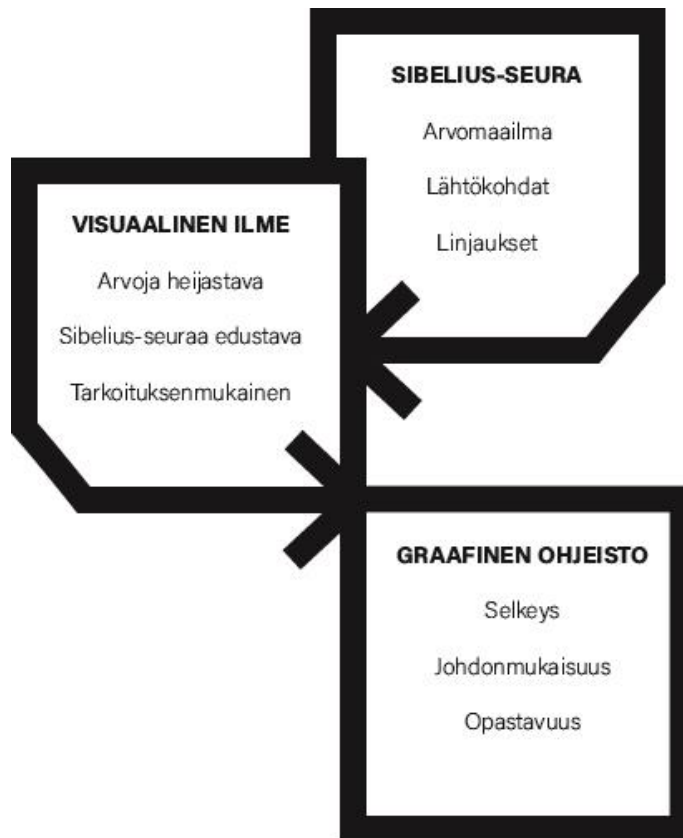 SIBELIUS-SEURA
Arvomaailma
Lähtökohdat
Linjaukset
VISUAALINEN ILME
Arvoja heijastava
Sibelius-seuraa edustava
Tarkoituksenmukainen
GRAAFINEN OHJEISTO
Selkeys
Johdonmukaisuus
Opastavuus